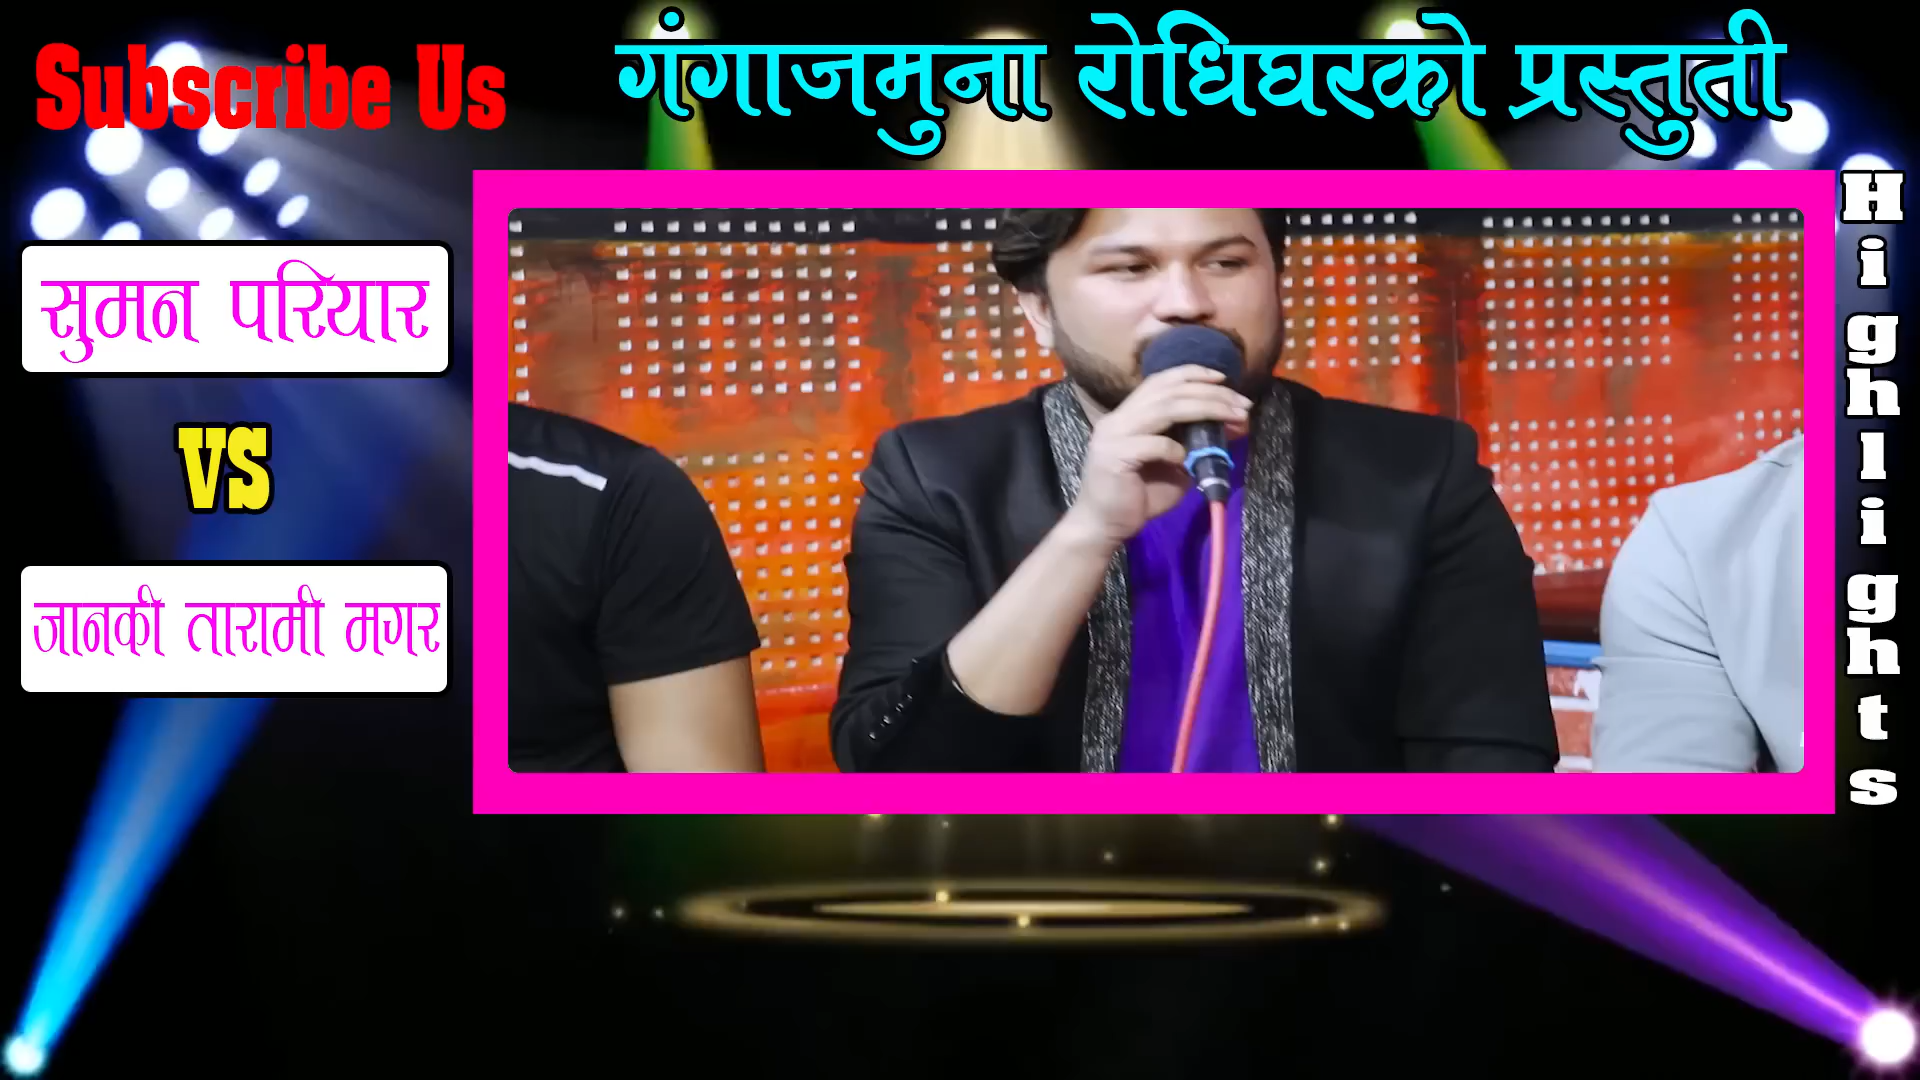 Subscribe Us
गंगाजमुना रोधिघरको प्रस्तुती
सुमन परियार
VS
जानकी तारामी मगर
Highlights